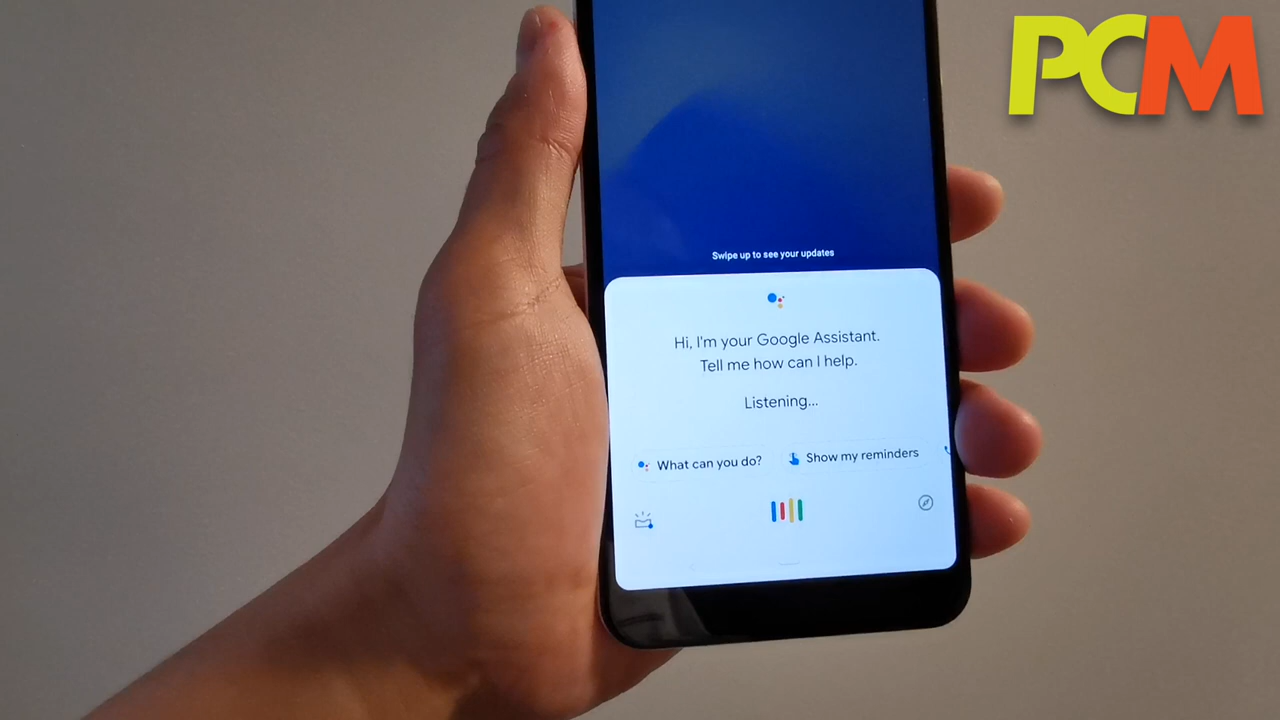 PCM
Swipe up to see your updates
Hi, I'm your Google Assistant.
Tell me how can I help.
Listening...
What can you do?
Show my reminders